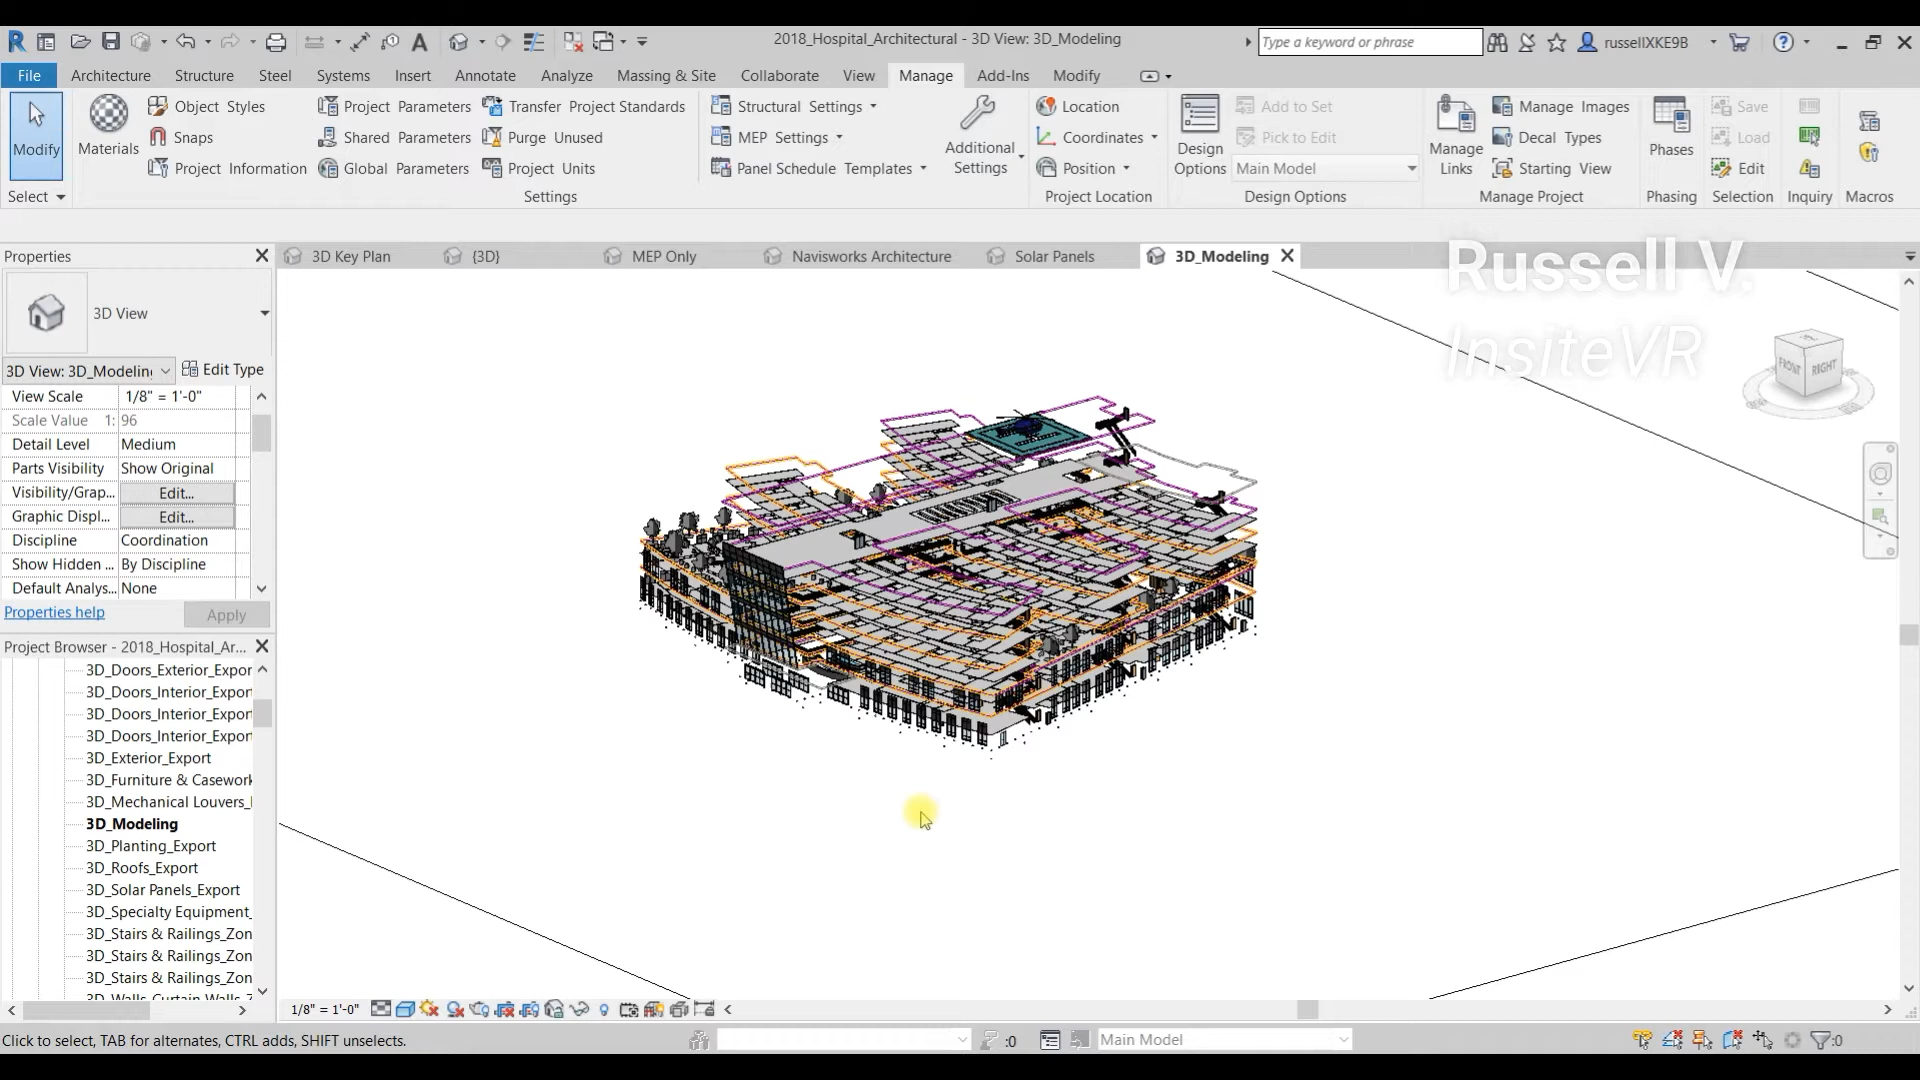 2018_Hospital_Architectural - 3D View: 3D_Modeling
Type a keyword or phrase
russellXKE9B
File Architecture Structure Steel Systems Insert Annotate Analyze Massing & Site Collaborate View Manage Add-Ins Modify
Modify
Select
Materials
Object Styles
Snaps
Project Information
Project Parameters
Shared Parameters
Global Parameters
Transfer Project Standards
Purge Unused
Project Units
Settings
Structural Settings
MEP Settings
Panel Schedule Templates
Additional Settings
Location
Coordinates
Position
Project Location
Design Options
Add to Set
Pick to Edit
Main Model
Design Options
Manage Links
Manage Images
Decal Types
Starting View
Manage Project
Phases
Phasing
Save
Load
Edit
Selection
Inquiry
Macros
Properties
3D Key Plan {3D} MEP Only Navisworks Architecture Solar Panels 3D_Modeling
Russell V.
InsiteVR
FRONT RIGHT
3D View
3D View: 3D_Modeling Edit Type
View Scale 1/8" = 1'-0"
Scale Value 1: 96
Detail Level Medium
Parts Visibility Show Original
Visibility/Grap... Edit...
Graphic Displ... Edit...
Discipline Coordination
Show Hidden ... By Discipline
Default Analys... None
Properties help Apply
Project Browser - 2018_Hospital_Ar...
3D_Doors_Exterior_Expor
3D_Doors_Interior_Export
3D_Doors_Interior_Export
3D_Doors_Interior_Export
3D_Exterior_Export
3D_Furniture & Casework
3D_Mechanical Louvers_
3D_Modeling
3D_Planting_Export
3D_Roofs_Export
3D_Solar Panels_Export
3D_Specialty Equipment_
3D_Stairs & Railings_Zon
3D_Stairs & Railings_Zon
3D_Stairs & Railings_Zon
3D_Walls_Curtain Walls_Z
1/8" = 1'-0"
Click to select, TAB for alternates, CTRL adds, SHIFT unselects.
:0
Main Model
:0